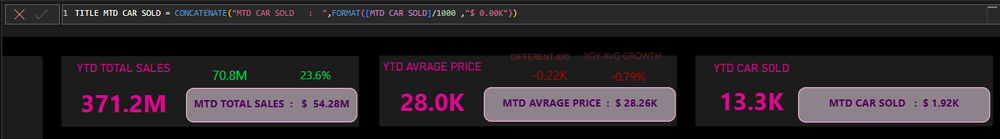 1 TITLE MTD CAR SOLD = CONCATENATE("MTD CAR SOLD   :  ",FORMAT([MTD CAR SOLD]/1000 ,"$ 0.00K"))
YTD TOTAL SALES
70.8M
23.6%
371.2M
MTD TOTAL SALES  :   $  54.28M
YTD AVRAGE PRICE
DIFFERENT AVG
YOY AVG GROWTH
-0.22K
-0.79%
28.0K
MTD AVRAGE PRICE  :  $ 28.26K
YTD CAR SOLD
13.3K
MTD CAR SOLD   :  $ 1.92K